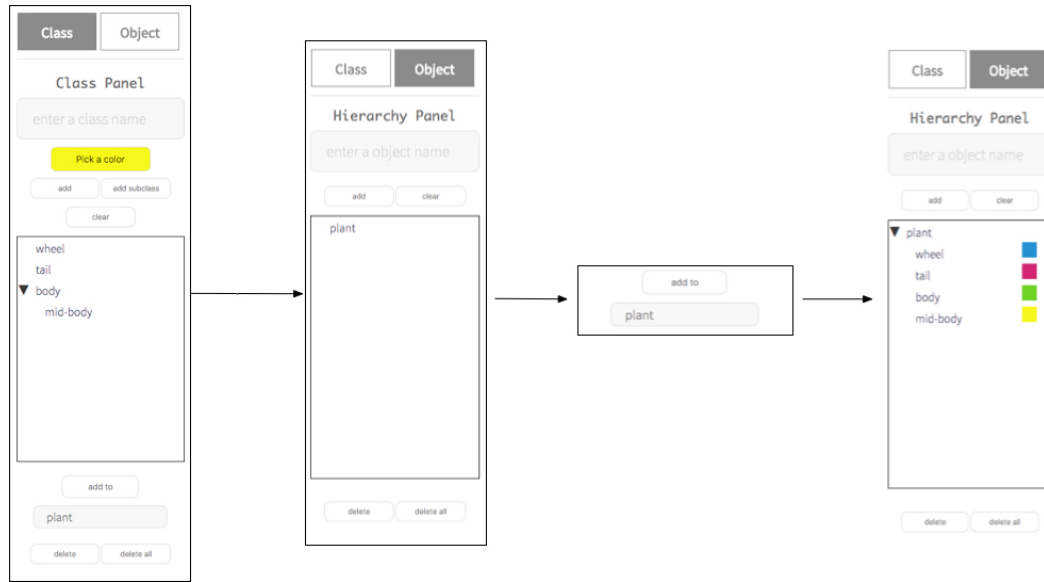 Class Object
Class Panel
enter a class name
Pick a color
add add subclass
clear
wheel
tail
▼ body
mid-body
add to
plant
delete delete all
Class Object
Hierarchy Panel
enter a object name
add clear
plant
delete delete all
add to
plant
Class Object
Hierarchy Panel
enter a object name
add clear
▼ plant
wheel
tail
body
mid-body
delete delete all